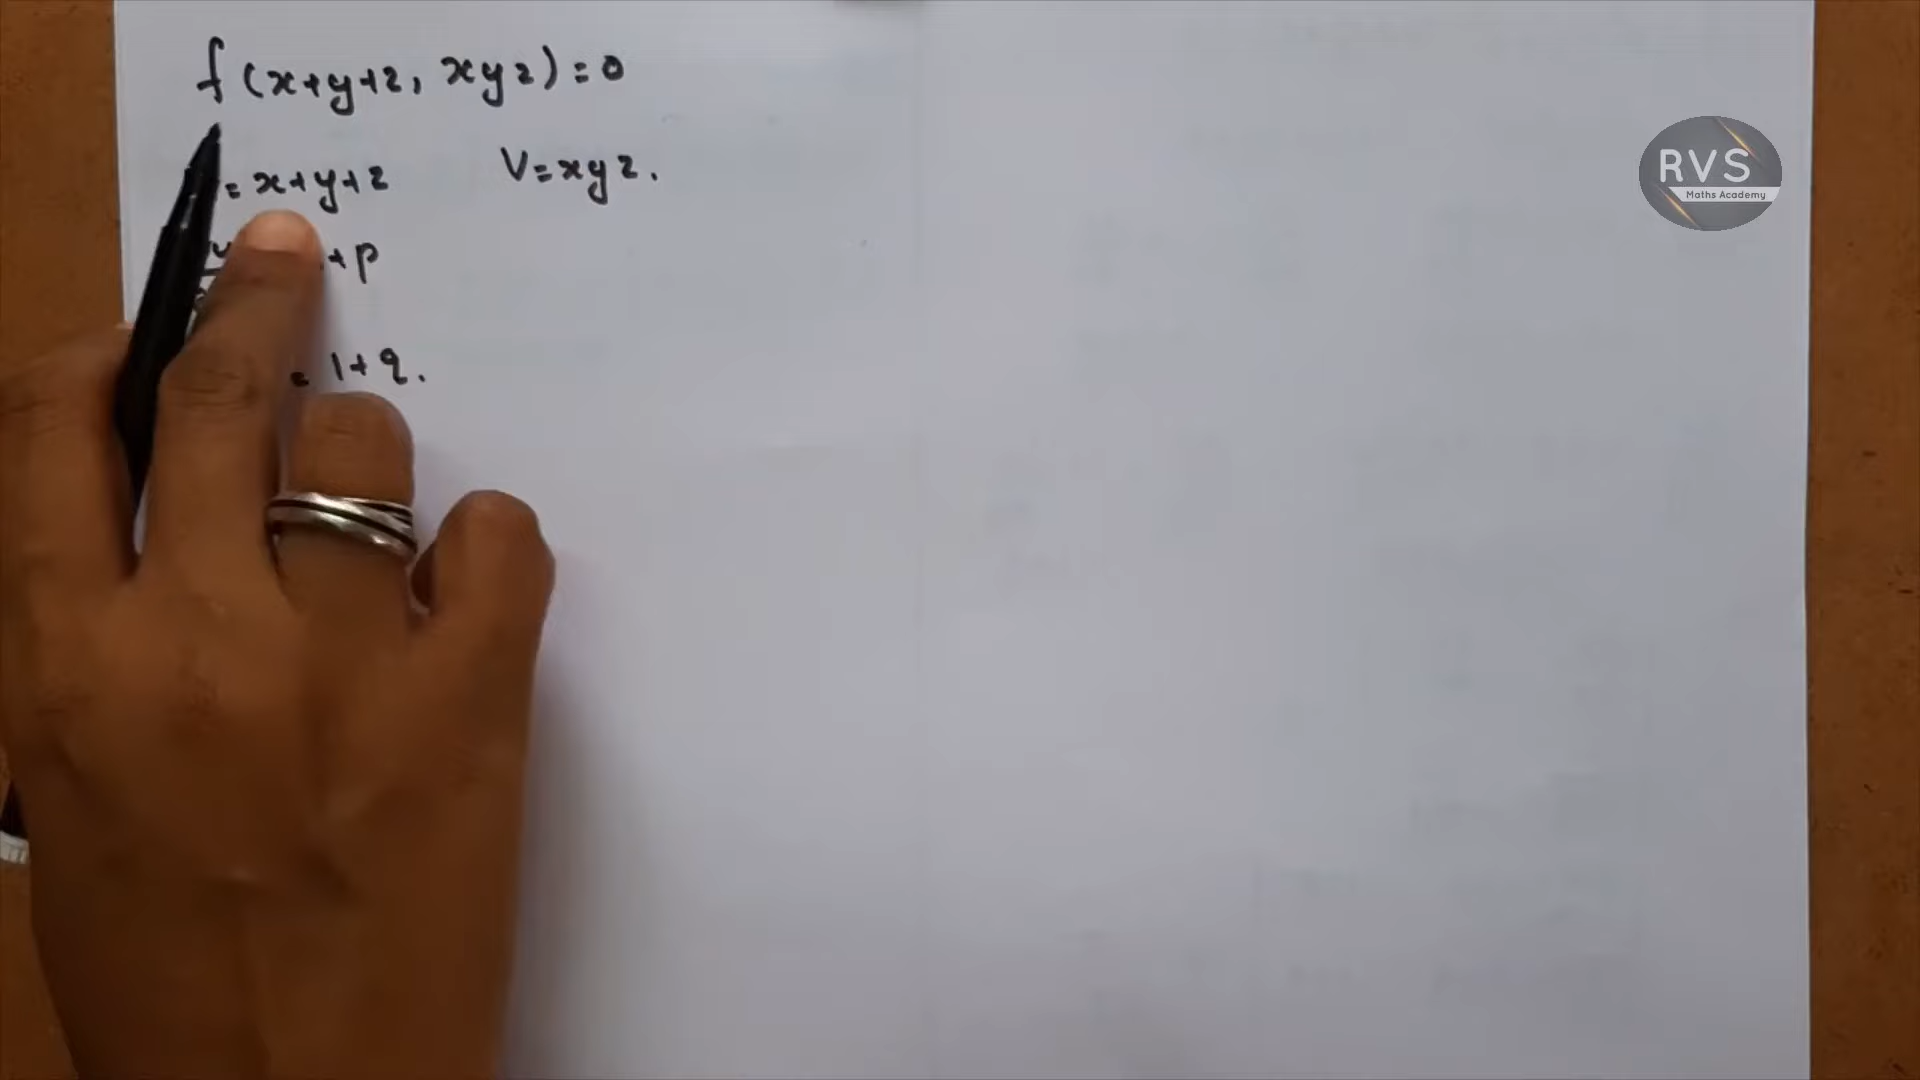 f(x+y+z, xyz)=0
= x+y+z V=xyz.
+p
= 1+q.
RVS
Maths Academy